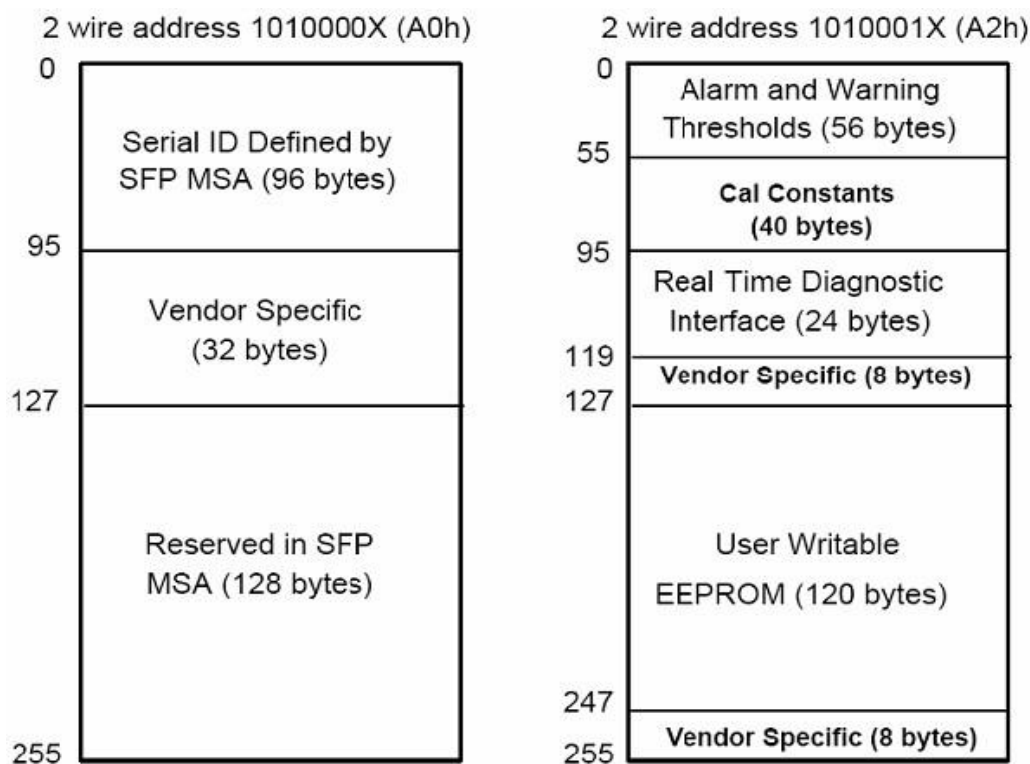 2 wire address 1010000X (A0h)
0
Serial ID Defined by
SFP MSA (96 bytes)
95
Vendor Specific
(32 bytes)
127
Reserved in SFP
MSA (128 bytes)
255
2 wire address 1010001X (A2h)
0
Alarm and Warning
Thresholds (56 bytes)
55
Cal Constants
(40 bytes)
95
Real Time Diagnostic
Interface (24 bytes)
119
Vendor Specific (8 bytes)
127
User Writable
EEPROM (120 bytes)
247
Vendor Specific (8 bytes)
255